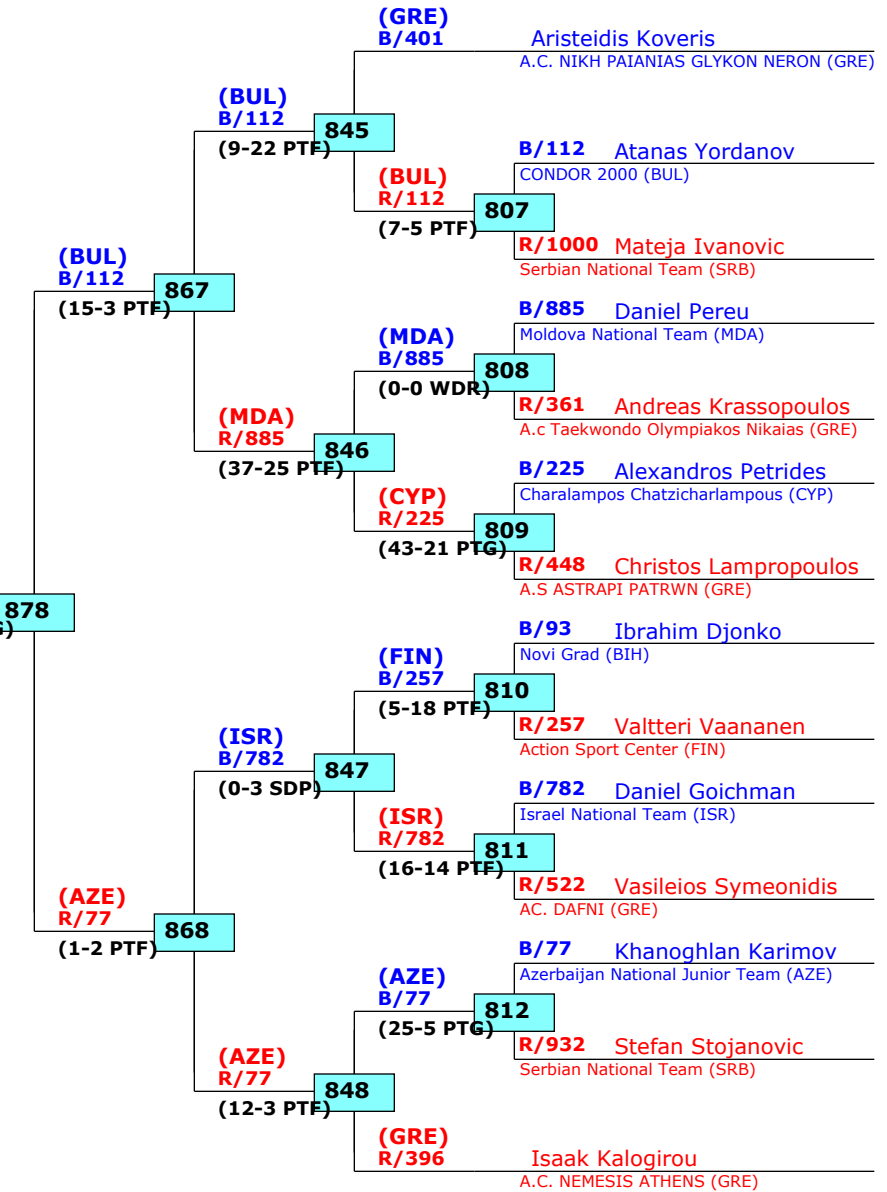 (GRE)
B/401
Aristeidis Koveris
A.C. NIKH PAIANIAS GLYKON NERON (GRE)
(BUL)
B/112
845
(9-22 PTF)
B/112 Atanas Yordanov
CONDOR 2000 (BUL)
(BUL)
R/112
807
(7-5 PTF)
R/1000 Mateja Ivanovic
Serbian National Team (SRB)
(BUL)
B/112
867
(15-3 PTF)
B/885 Daniel Pereu
Moldova National Team (MDA)
(MDA)
B/885
808
(0-0 WDR)
R/361 Andreas Krassopoulos
A.c Taekwondo Olympiakos Nikaias (GRE)
(MDA)
R/885
846
(37-25 PTF)
B/225 Alexandros Petrides
Charalampos Chatzicharlampous (CYP)
(CYP)
R/225
809
(43-21 PTG)
R/448 Christos Lampropoulos
A.S ASTRAPI PATRWN (GRE)
878
B/93 Ibrahim Djonko
Novi Grad (BIH)
(FIN)
B/257
810
(5-18 PTF)
R/257 Valtteri Vaananen
Action Sport Center (FIN)
(ISR)
B/782
847
(0-3 SDP)
B/782 Daniel Goichman
Israel National Team (ISR)
(ISR)
R/782
811
(16-14 PTF)
R/522 Vasileios Symeonidis
AC. DAFNI (GRE)
(AZE)
R/77
868
(1-2 PTF)
B/77 Khanoghlan Karimov
Azerbaijan National Junior Team (AZE)
(AZE)
B/77
812
(25-5 PTG)
R/932 Stefan Stojanovic
Serbian National Team (SRB)
(AZE)
R/77
848
(12-3 PTF)
(GRE)
R/396
Isaak Kalogirou
A.C. NEMESIS ATHENS (GRE)